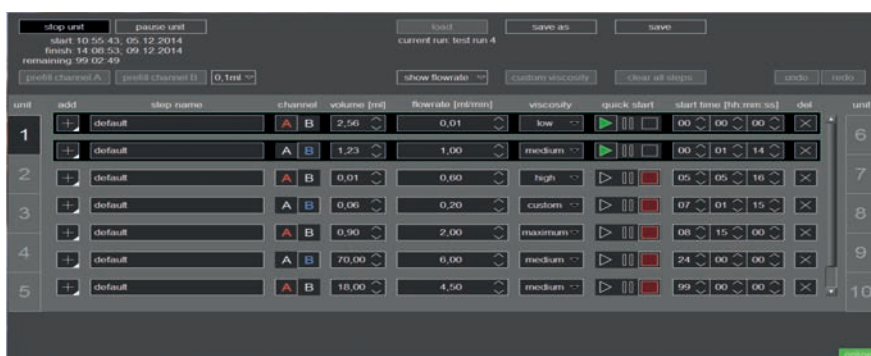 stop unit pause unit load save as save
start: 10:55:43; 05.12.2014 current run: test run 4
finish: 14:08:53; 09.12.2014
remaining: 99:02:49
prefill channel A prefill channel B 0,1ml show flowrate custom viscosity clear all steps undo redo
unit add step name channel volume [ml] flowrate [ml/min] viscosity quick start start time [hh:mm:ss] del unit
1 default A B 2,56 0,01 low 00 00 00 6
default A B 1,23 1,00 medium 00 01 14
2 default A B 0,01 0,60 high 05 05 16 7
3 default A B 0,06 0,20 custom 07 01 15 8
default A B 0,90 2,00 maximum 08 15 00
4 default A B 70,00 6,00 medium 24 00 00 9
5 default A B 18,00 4,50 medium 99 00 00 10